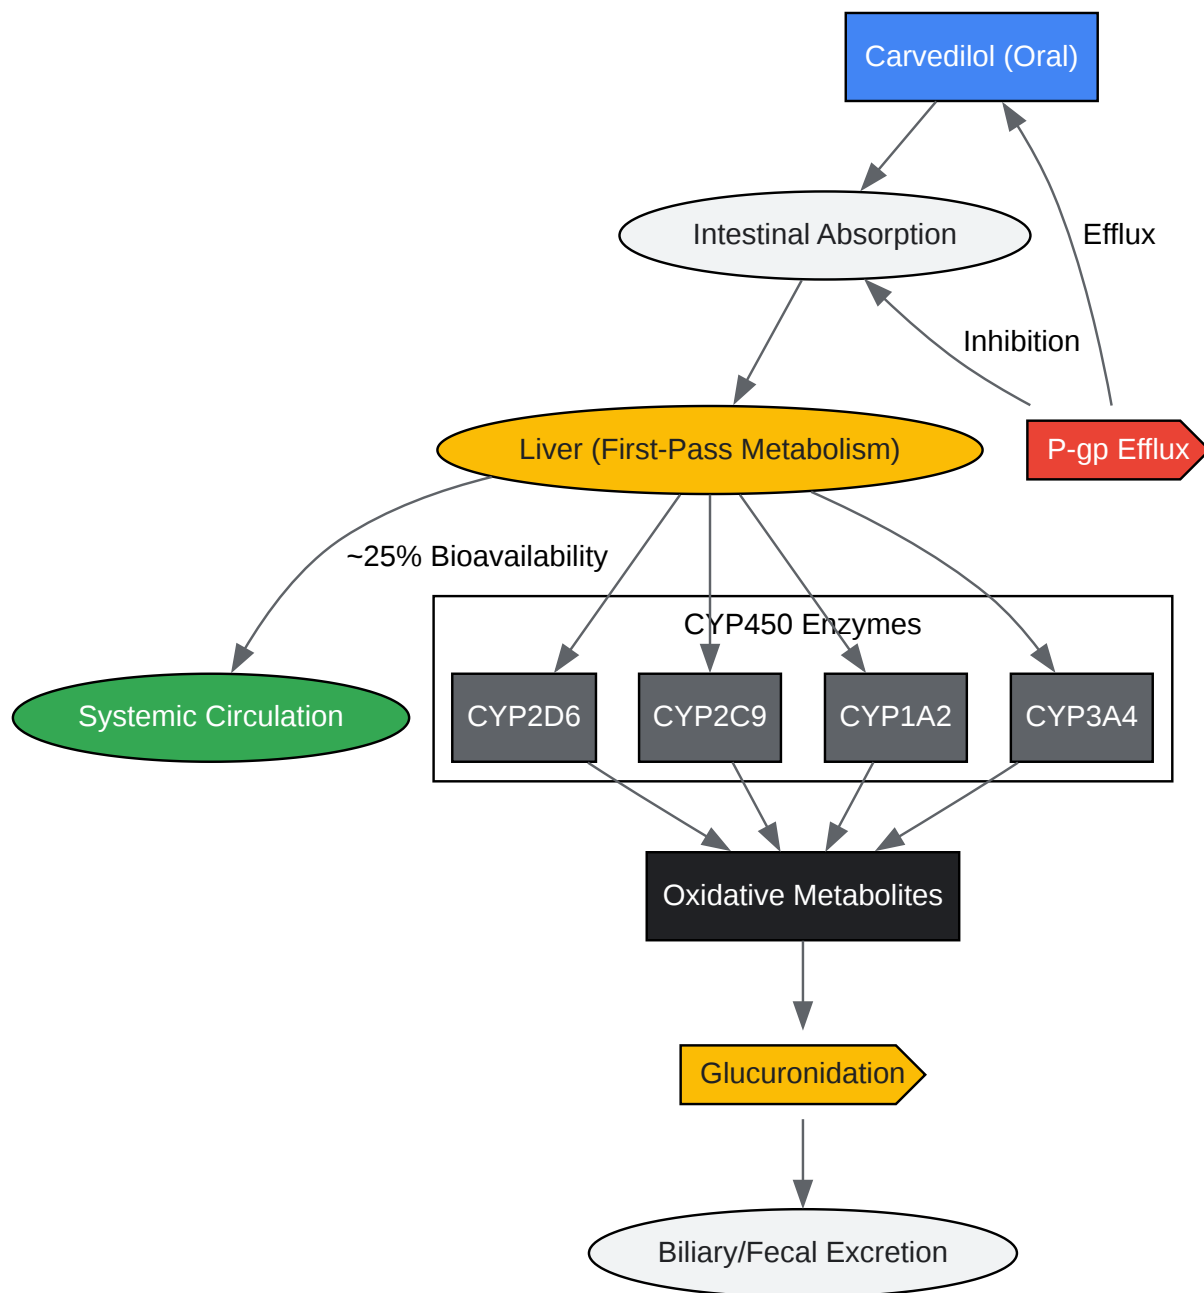 Carvedilol (Oral)
Intestinal Absorption
Efflux
Inhibition
Liver (First-Pass Metabolism)
P-gp Efflux
~25% Bioavailability
CYP450 Enzymes
Systemic Circulation
CYP2D6
CYP2C9
CYP1A2
CYP3A4
Oxidative Metabolites
Glucuronidation
Biliary/Fecal Excretion